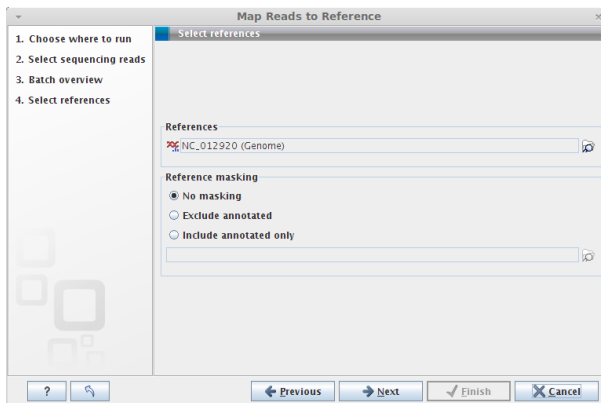 Map Reads to Reference
1. Choose where to run
2. Select sequencing reads
3. Batch overview
4. Select references
Select references
References
NC_012920 (Genome)
Reference masking
No masking
Exclude annotated
Include annotated only
?
Previous
Next
Finish
Cancel